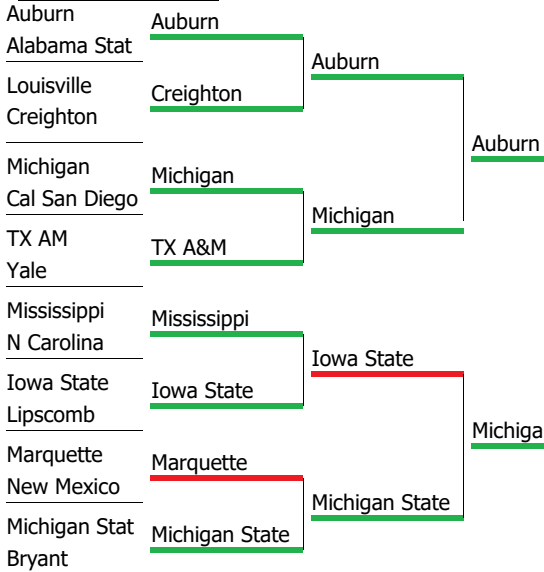 Auburn
Alabama Stat
Louisville
Creighton
Michigan
Cal San Diego
TX AM
Yale
Mississippi
N Carolina
Iowa State
Lipscomb
Marquette
New Mexico
Michigan Stat
Bryant
Auburn
Creighton
Michigan
TX A&M
Mississippi
Iowa State
Marquette
Michigan State
Auburn
Michigan
Iowa State
Michigan State
Auburn
Michiga